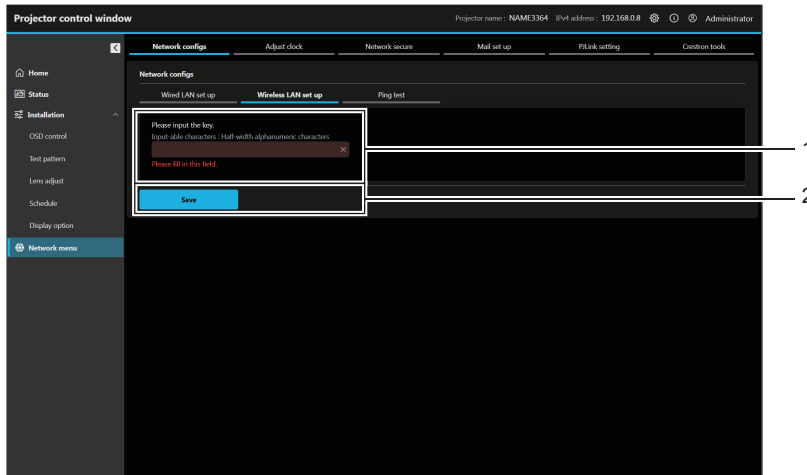 Projector control window
Projector name : NAME3364 IPv4 address : 192.168.0.8 Administrator
Network configs Adjust clock Network secure Mail set up PJLink setting Crestron tools
Home
Status
Installation
OSD control
Test pattern
Lens adjust
Schedule
Display option
Network menu
Network configs
Wired LAN set up Wireless LAN set up Ping test
Please input the key.
Input-able characters : Half-width alphanumeric characters
Please fill in this field.
1
Save
2